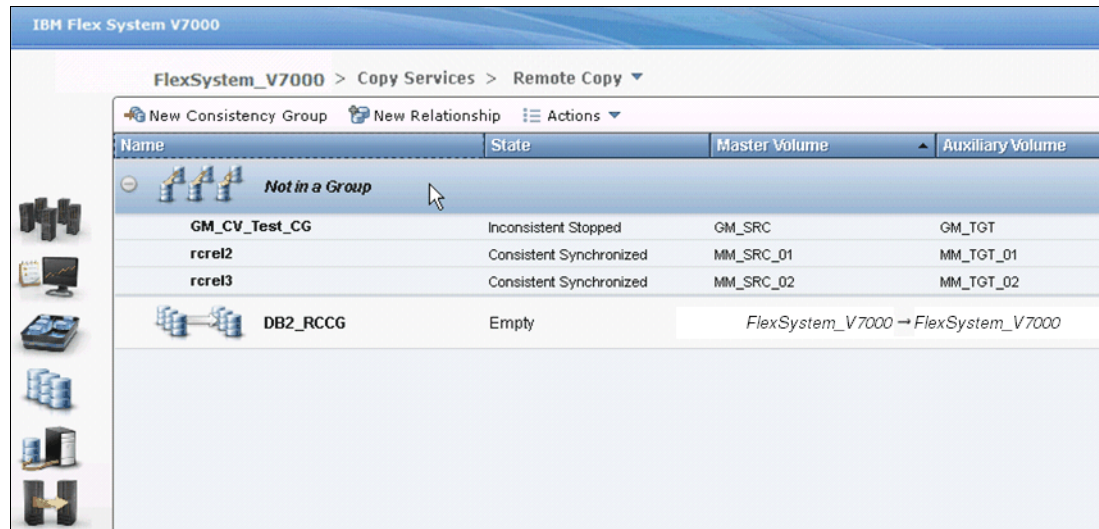 IBM Flex System V7000
FlexSystem_V7000 > Copy Services > Remote Copy
New Consistency Group New Relationship Actions
Name State Master Volume Auxiliary Volume
Not in a Group
GM_CV_Test_CG Inconsistent Stopped GM_SRC GM_TGT
rcrel2 Consistent Synchronized MM_SRC_01 MM_TGT_01
rcrel3 Consistent Synchronized MM_SRC_02 MM_TGT_02
DB2_RCCG Empty FlexSystem_V7000 → FlexSystem_V7000